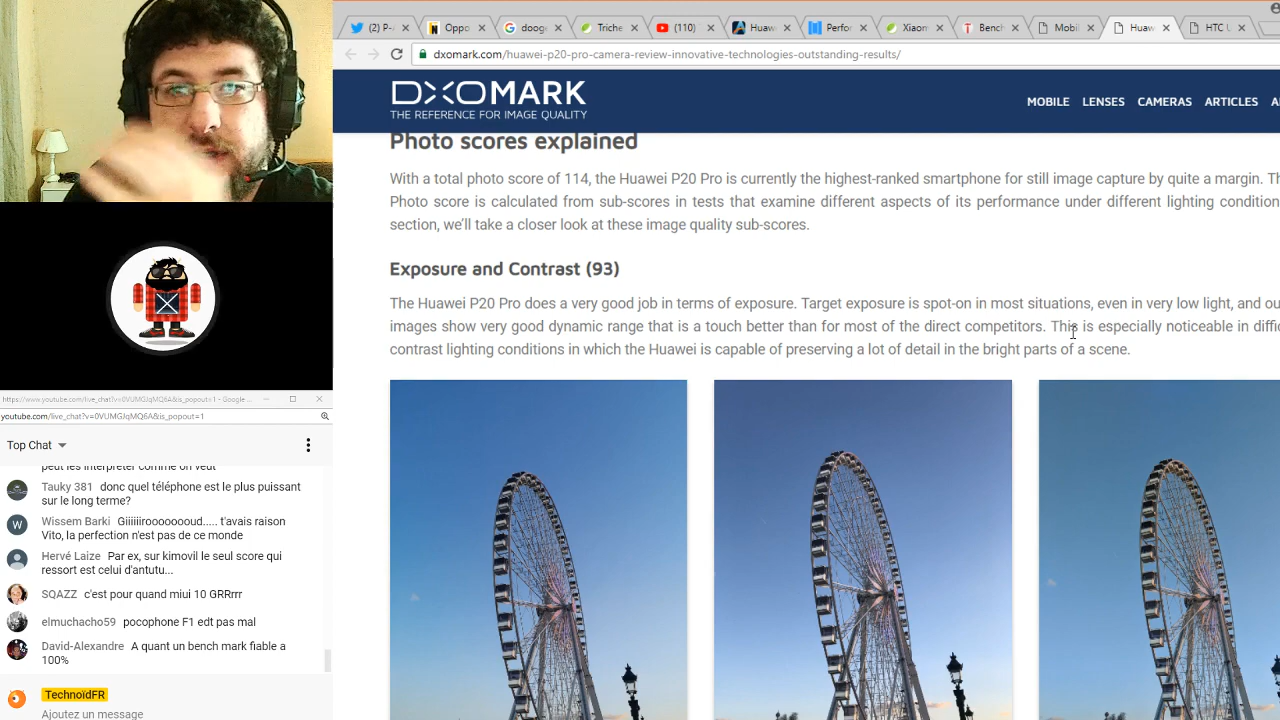 (2) P-
Oppo
doog
Triche
(110)
Huaw
Perfo
Xiaom
Bench
Mobil
Huaw
HTC U
dxomark.com/huawei-p20-pro-camera-review-innovative-technologies-outstanding-results/
DXOMARK
THE REFERENCE FOR IMAGE QUALITY
MOBILE LENSES CAMERAS ARTICLES
Photo scores explained
With a total photo score of 114, the Huawei P20 Pro is currently the highest-ranked smartphone for still image capture by quite a margin. Th
Photo score is calculated from sub-scores in tests that examine different aspects of its performance under different lighting condition
section, we'll take a closer look at these image quality sub-scores.
Exposure and Contrast (93)
The Huawei P20 Pro does a very good job in terms of exposure. Target exposure is spot-on in most situations, even in very low light, and ou
images show very good dynamic range that is a touch better than for most of the direct competitors. This is especially noticeable in diffi
contrast lighting conditions in which the Huawei is capable of preserving a lot of detail in the bright parts of a scene.
https://www.youtube.com/live_chat?v=0VUMGJqMQ6A&is_popout=1 - Google ...
youtube.com/live_chat?v=0VUMGJqMQ6A&is_popout=1
Top Chat
peut les interpréter comme on veut
Tauky 381 donc quel téléphone est le plus puissant
sur le long terme?
W
Wissem Barki Giiiiiiroooooooud..... t'avais raison
Vito, la perfection n'est pas de ce monde
Hervé Laize Par ex, sur kimovil le seul score qui
ressort est celui d'antutu...
SQAZZ c'est pour quand miui 10 GRRrrr
elmuchacho59 pocophone F1 edt pas mal
David-Alexandre A quant un bench mark fiable a
100%
TechnoïdFR
Ajoutez un message